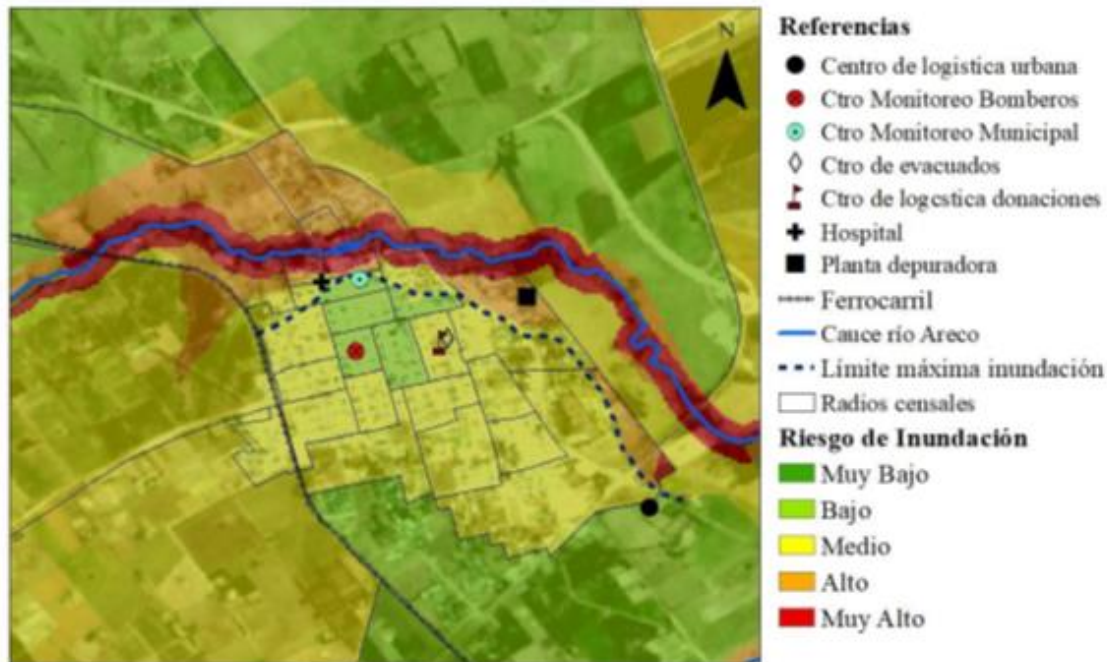 N
Referencias
Centro de logística urbana
Ctro Monitoreo Bomberos
Ctro Monitoreo Municipal
Ctro de evacuados
Ctro de logcstica donaciones
Hospital
Planta depuradora
Ferrocarril
Cauce río Areco
Límite máxima inundación
Radios censales
Riesgo de Inundación
Muy Bajo
Bajo
Medio
Alto
Muy Alto